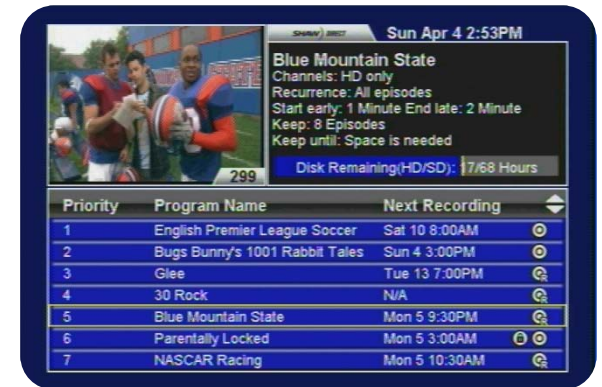 SHAW) DIRECT
Sun Apr 4 2:53PM
Blue Mountain State
Channels: HD only
Recurrence: All episodes
Start early: 1 Minute End late: 2 Minute
Keep: 8 Episodes
Keep until: Space is needed
Disk Remaining(HD/SD): 17/68 Hours
299
Priority Program Name Next Recording
1 English Premier League Soccer Sat 10 8:00AM
2 Bugs Bunny's 1001 Rabbit Tales Sun 4 3:00PM
3 Glee Tue 13 7:00PM
4 30 Rock N/A
5 Blue Mountain State Mon 5 9:30PM
6 Parentally Locked Mon 5 3:00AM
7 NASCAR Racing Mon 5 10:30AM